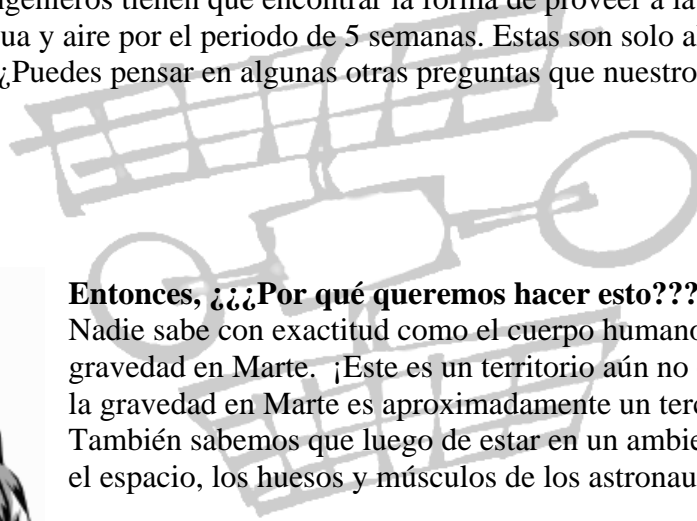 ngenieros tienen que encontrar la forma de proveer a la
ua y aire por el periodo de 5 semanas. Estas son solo a
¿Puedes pensar en algunas otras preguntas que nuestro
Entonces, ¿¿¿Por qué queremos hacer esto???
Nadie sabe con exactitud como el cuerpo humano
gravedad en Marte. ¡Este es un territorio aún no
la gravedad en Marte es aproximadamente un terc
También sabemos que luego de estar en un ambie
el espacio, los huesos y músculos de los astronau